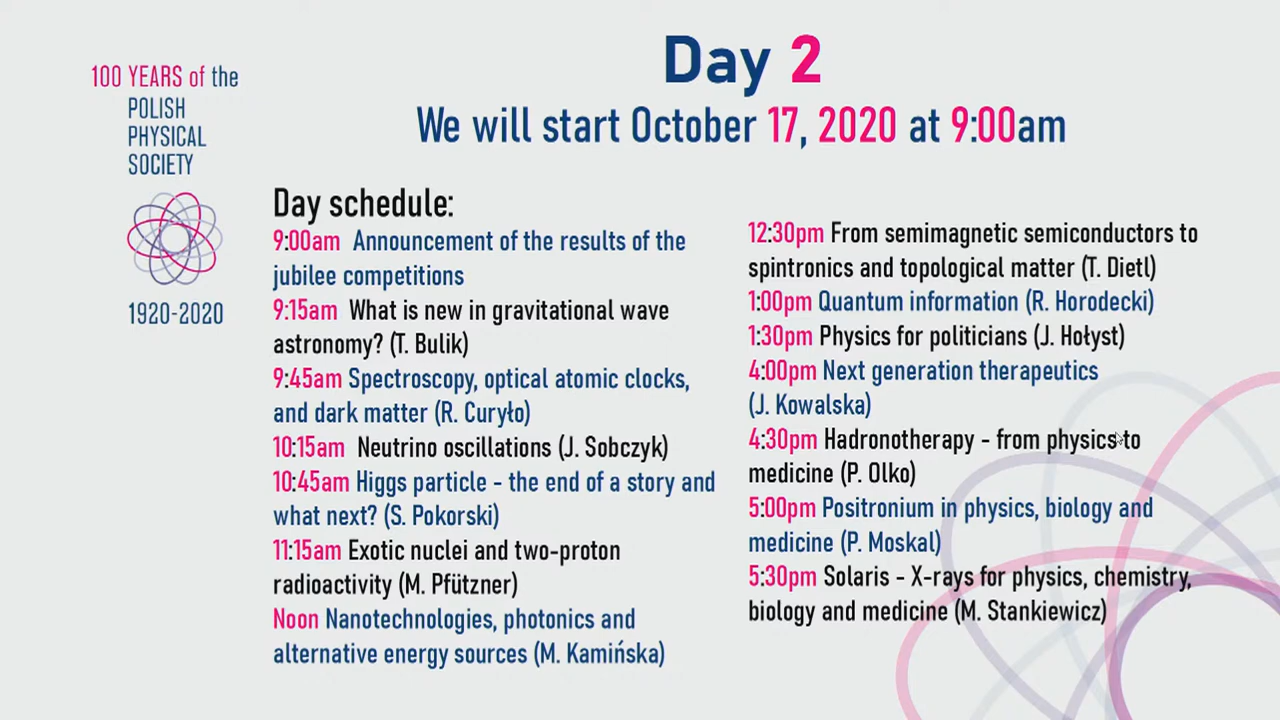 100 YEARS of the
POLISH
PHYSICAL
SOCIETY
1920-2020
Day 2
We will start October 17, 2020 at 9:00am
Day schedule:
9:00am Announcement of the results of the
jubilee competitions
9:15am What is new in gravitational wave
astronomy? (T. Bulik)
9:45am Spectroscopy, optical atomic clocks,
and dark matter (R. Curyło)
10:15am Neutrino oscillations (J. Sobczyk)
10:45am Higgs particle - the end of a story and
what next? (S. Pokorski)
11:15am Exotic nuclei and two-proton
radioactivity (M. Pfützner)
Noon Nanotechnologies, photonics and
alternative energy sources (M. Kamińska)
12:30pm From semimagnetic semiconductors to
spintronics and topological matter (T. Dietl)
1:00pm Quantum information (R. Horodecki)
1:30pm Physics for politicians (J. Hołyst)
4:00pm Next generation therapeutics
(J. Kowalska)
4:30pm Hadronotherapy - from physics to
medicine (P. Olko)
5:00pm Positronium in physics, biology and
medicine (P. Moskal)
5:30pm Solaris - X-rays for physics, chemistry,
biology and medicine (M. Stankiewicz)